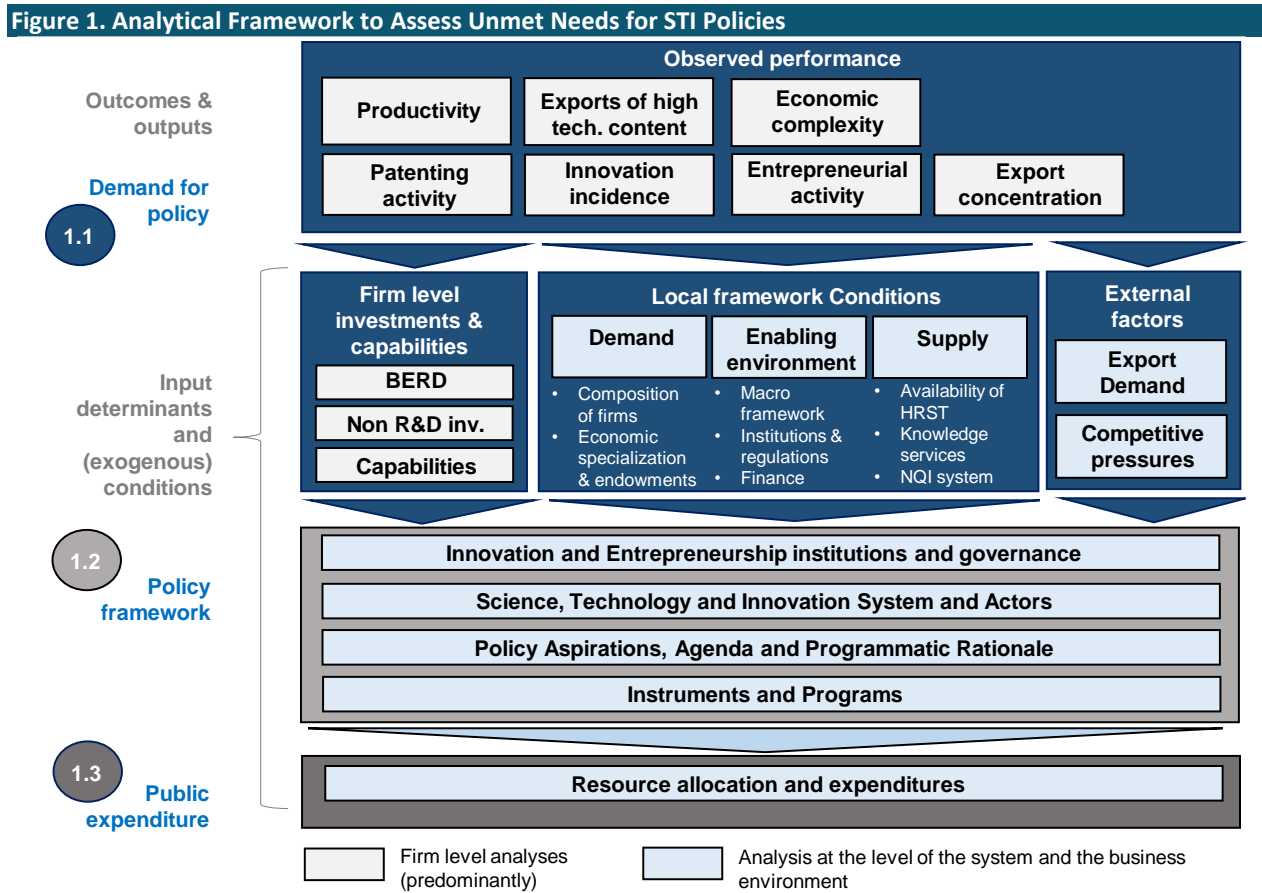 Figure 1. Analytical Framework to Assess Unmet Needs for STI Policies
Observed performance
Outcomes &
outputs
Productivity
Exports of high
tech. content
Economic
complexity
Patenting
activity
Innovation
incidence
Entrepreneurial
activity
Export
concentration
Demand for
policy
1.1
Firm level
investments &
capabilities
BERD
Non R&D inv.
Capabilities
Local framework Conditions
Demand
• Composition
of firms
• Economic
specialization
& endowments
Enabling
environment
• Macro
framework
• Institutions &
regulations
• Finance
Supply
• Availability of
HRST
• Knowledge
services
• NQI system
External
factors
Export
Demand
Competitive
pressures
Input
determinants
and
(exogenous)
conditions
1.2
Policy
framework
Innovation and Entrepreneurship institutions and governance
Science, Technology and Innovation System and Actors
Policy Aspirations, Agenda and Programmatic Rationale
Instruments and Programs
1.3
Public
expenditure
Resource allocation and expenditures
Firm level analyses
(predominantly)
Analysis at the level of the system and the business
environment